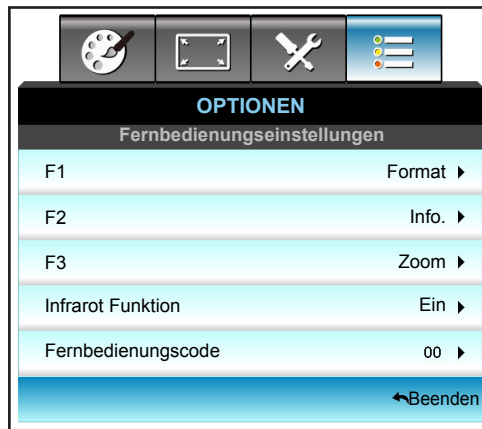 OPTIONEN
Fernbedienungseinstellungen
F1 Format
F2 Info.
F3 Zoom
Infrarot Funktion Ein
Fernbedienungscode 00
Beenden